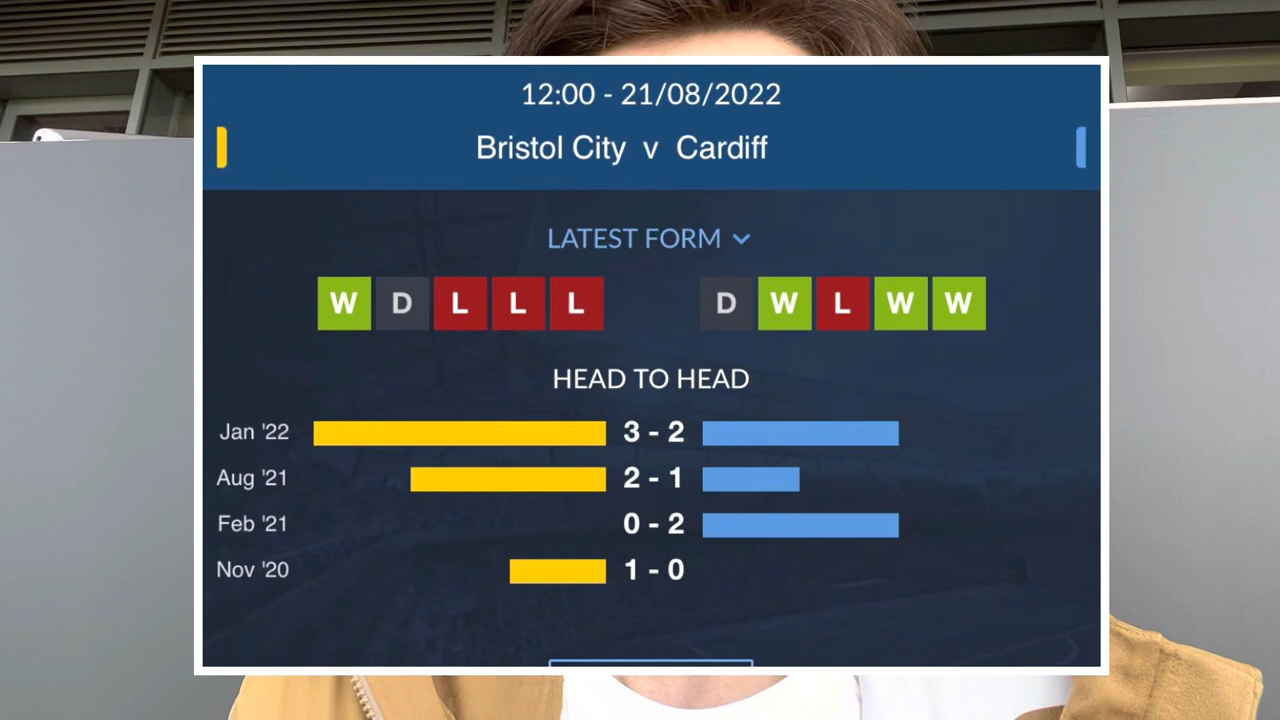 12:00 - 21/08/2022
Bristol City v Cardiff
LATEST FORM
W D L L L D W L W W
HEAD TO HEAD
Jan '22 3 - 2
Aug '21 2 - 1
Feb '21 0 - 2
Nov '20 1 - 0